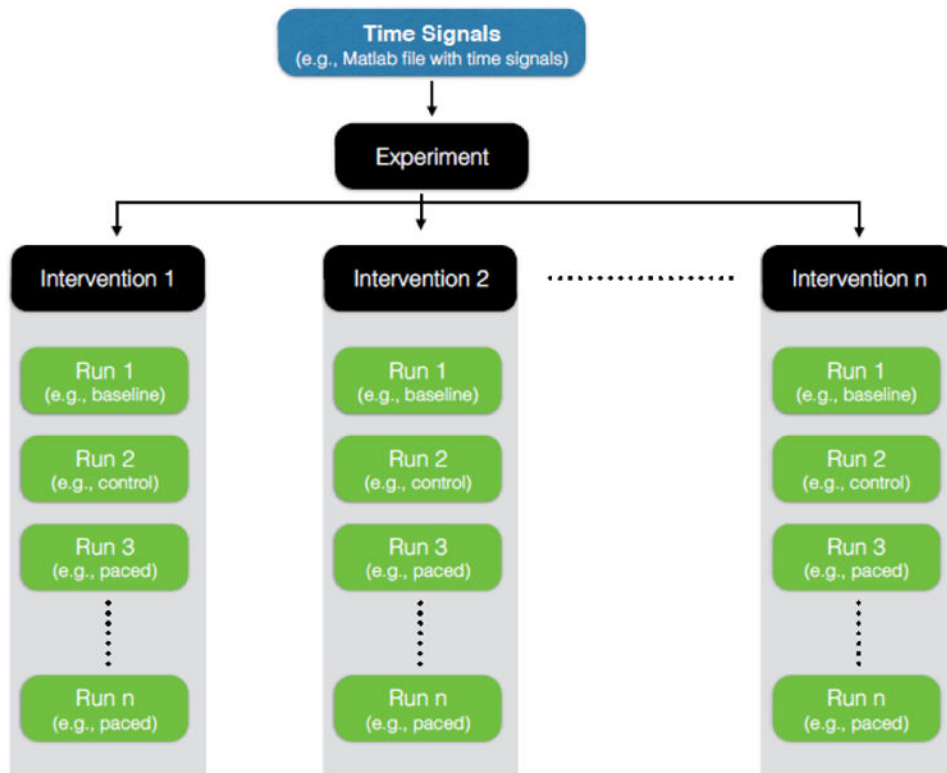 Time Signals
(e.g., Matlab file with time signals)
Experiment
Intervention 1
Intervention 2
Intervention n
Run 1
(e.g., baseline)
Run 2
(e.g., control)
Run 3
(e.g., paced)
Run n
(e.g., paced)
Run 1
(e.g., baseline)
Run 2
(e.g., control)
Run 3
(e.g., paced)
Run n
(e.g., paced)
Run 1
(e.g., baseline)
Run 2
(e.g., control)
Run 3
(e.g., paced)
Run n
(e.g., paced)